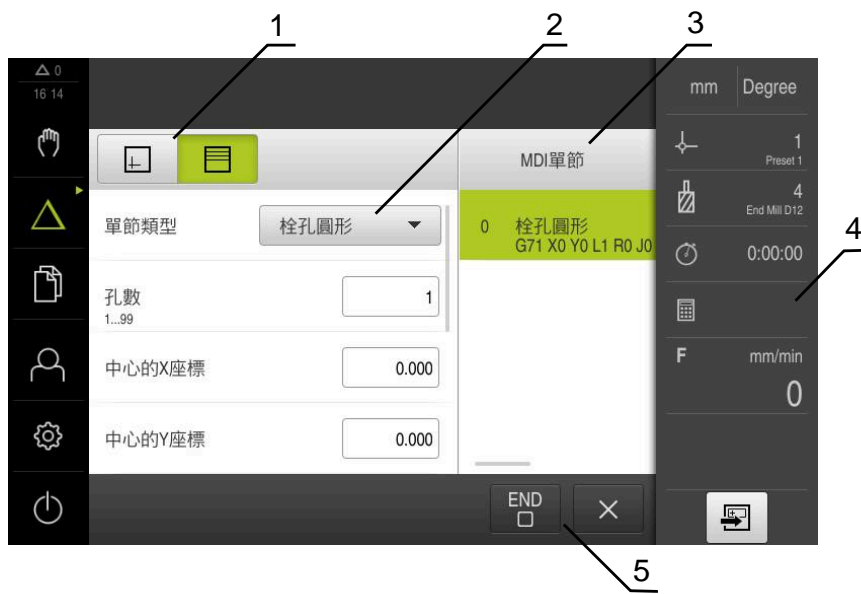 1
2
3
0
16 14
mm Degree
1
Preset 1
MDI單節
4
End Mill D12
單節類型 栓孔圓形
0 栓孔圓形
G71 X0 Y0 L1 R0 J0
4
0:00:00
孔數 1
1...99
中心的X座標 0.000
F mm/min
0
中心的Y座標 0.000
END
5